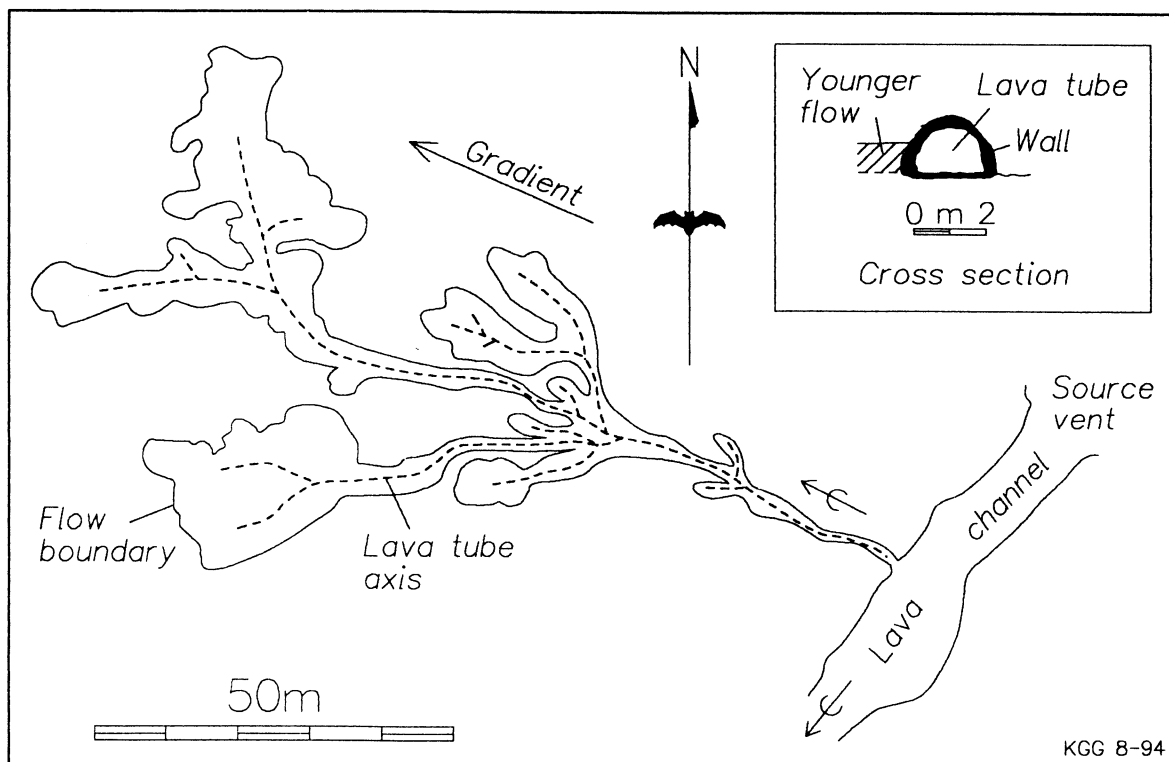 N
Gradient
Younger
flow
Lava tube
Wall
0 m 2
Cross section
Source
vent
channel
Lava
Flow
boundary
Lava tube
axis
50m
KGG 8-94